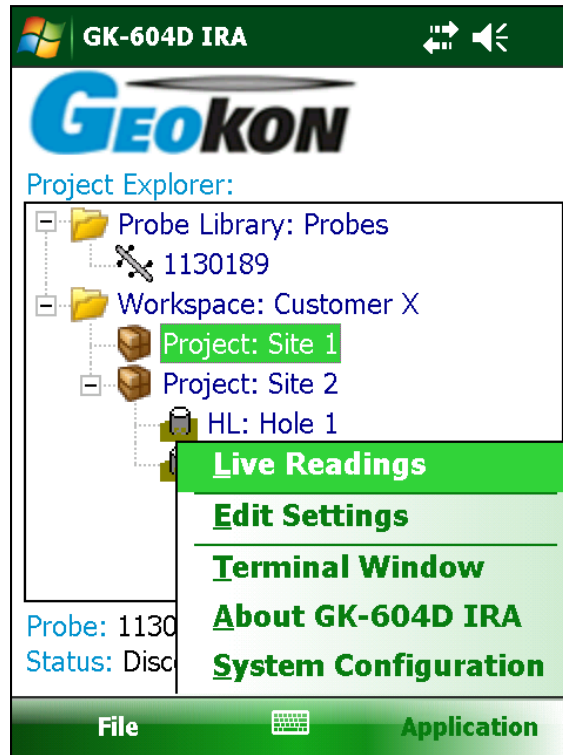 GK-604D IRA
GEOKON
Project Explorer:
Probe Library: Probes
1130189
Workspace: Customer X
Project: Site 1
Project: Site 2
HL: Hole 1
Live Readings
Edit Settings
Terminal Window
About GK-604D IRA
System Configuration
Probe: 1130
Status: Disc
File
Application